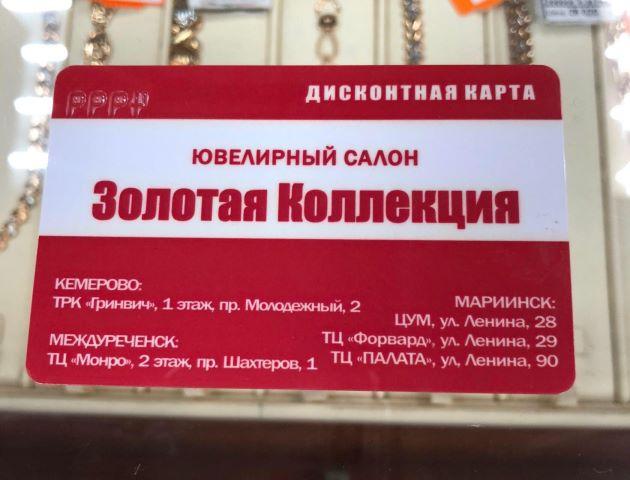 ДИСКОНТНАЯ КАРТА
ЮВЕЛИРНЫЙ САЛОН
Золотая Коллекция
КЕМЕРОВО:
ТРК «Гринвич», 1 этаж, пр. Молодежный, 2
МЕЖДУРЕЧЕНСК:
ТЦ «Монро», 2 этаж, пр. Шахтеров, 1
МАРИИНСК:
ЦУМ, ул. Ленина, 28
ТЦ «Форвард», ул. Ленина, 29
ТЦ «ПАЛАТА», ул, Ленина, 90